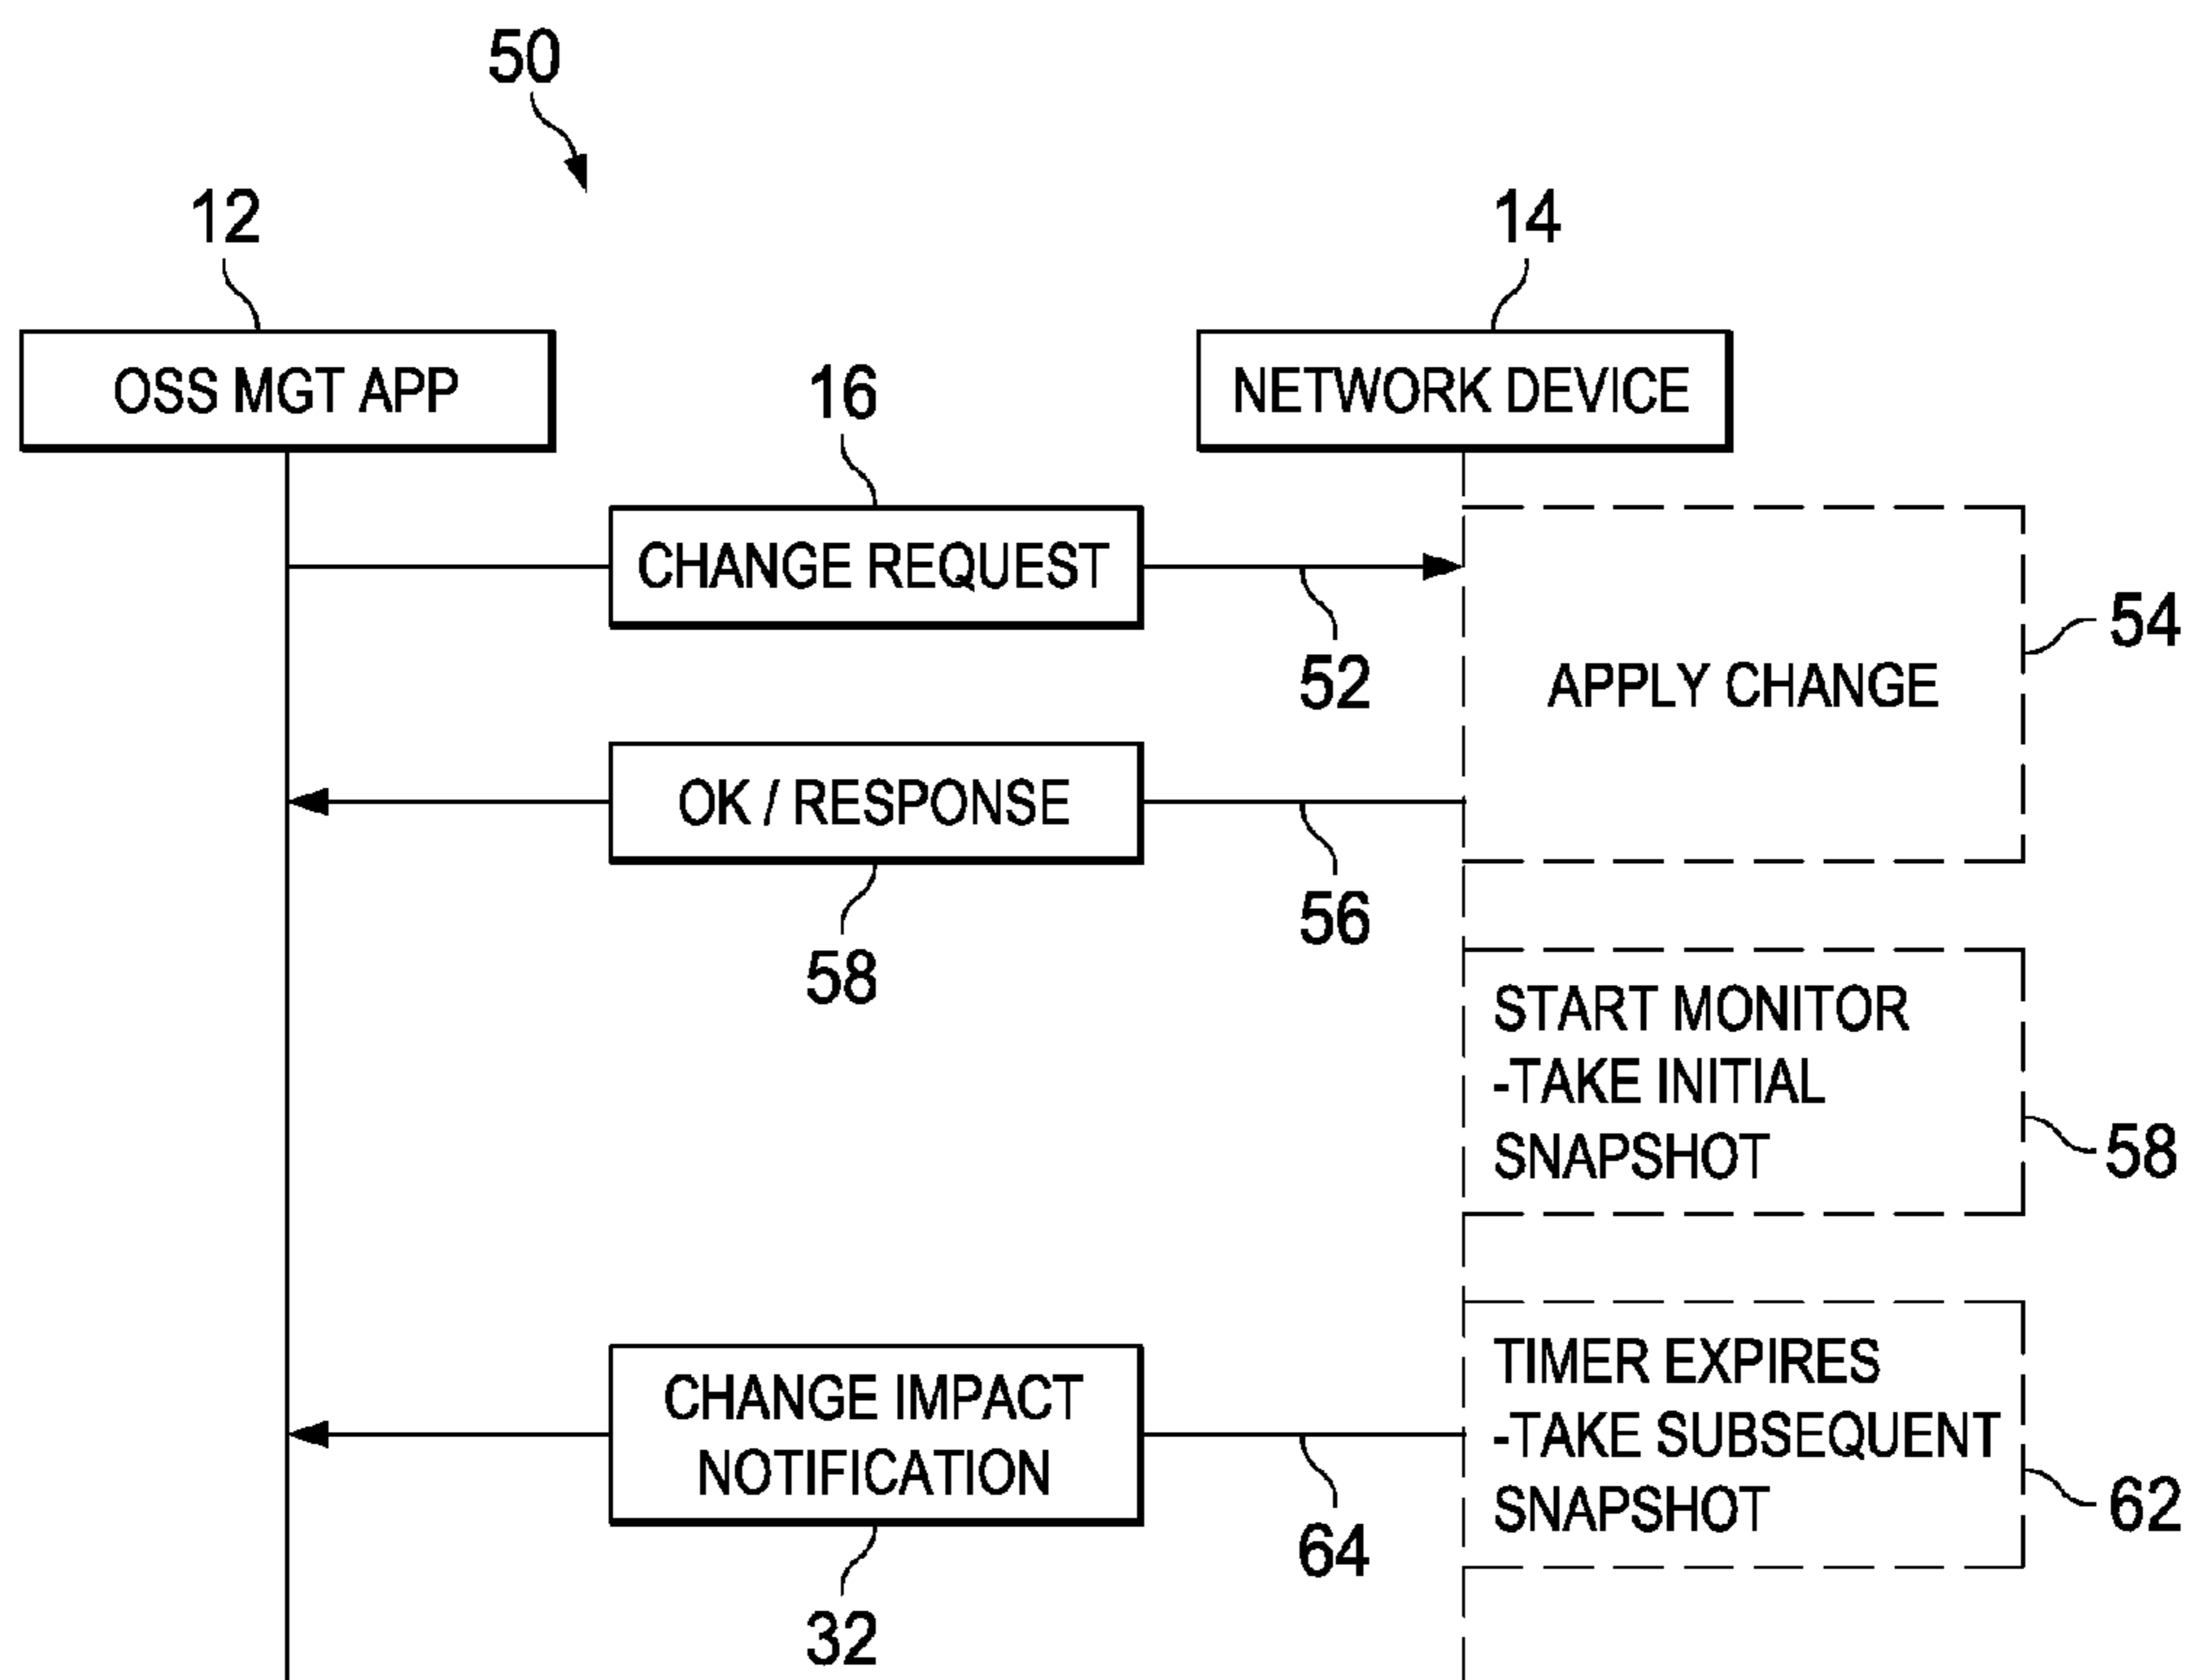 50
12
14
OSS MGT APP
NETWORK DEVICE
16
CHANGE REQUEST
52
APPLY CHANGE
54
OK / RESPONSE
56
58
START MONITOR
-TAKE INITIAL
SNAPSHOT
58
CHANGE IMPACT
NOTIFICATION
32
64
TIMER EXPIRES
-TAKE SUBSEQUENT
SNAPSHOT
62